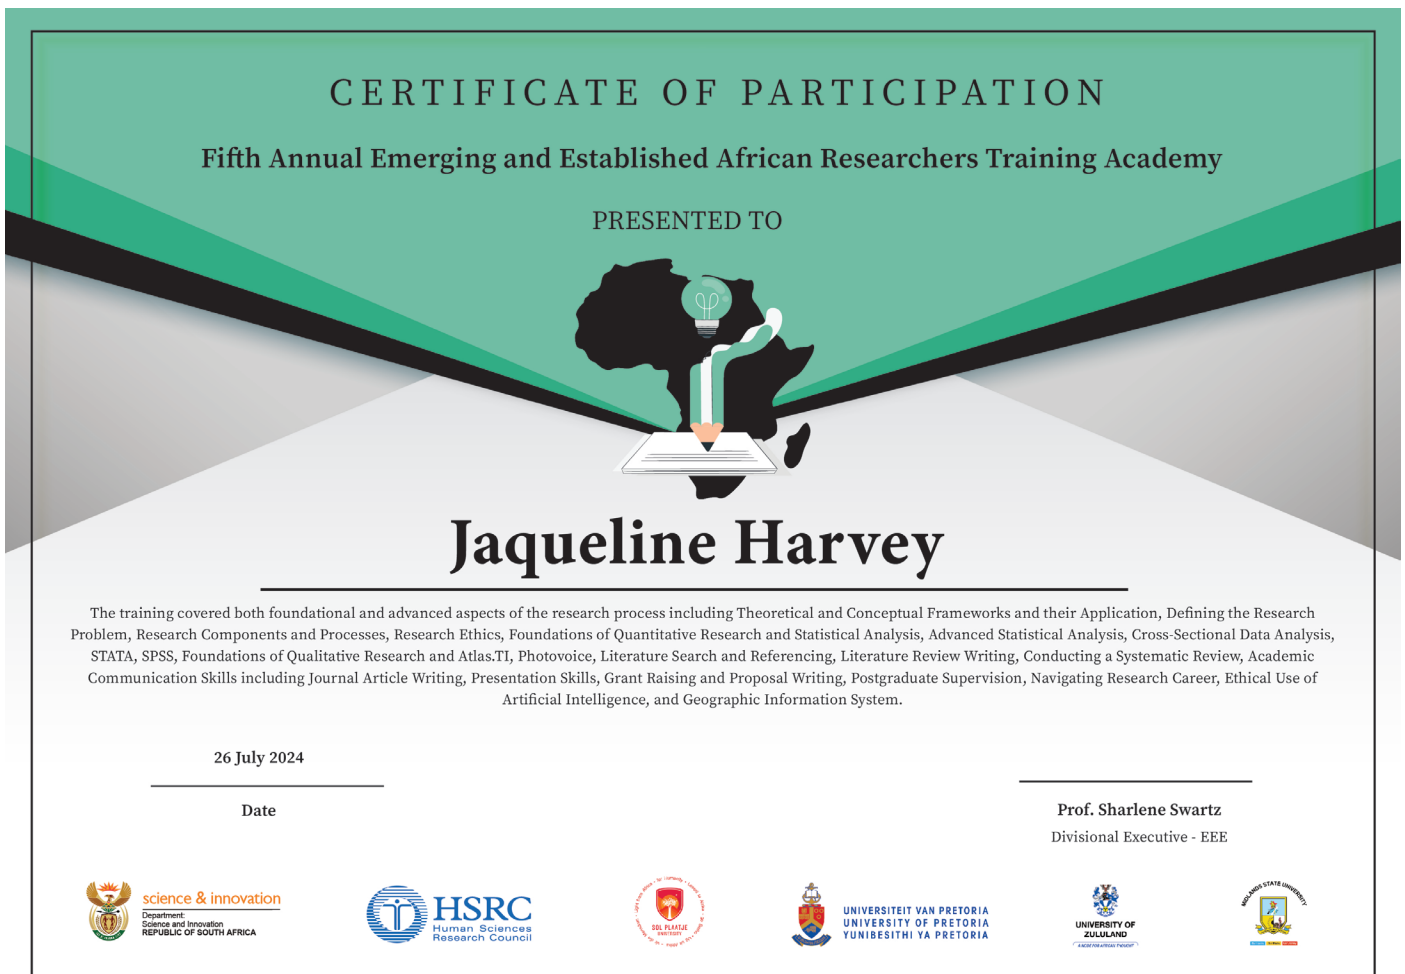 CERTIFICATE OF PARTICIPATION
Fifth Annual Emerging and Established African Researchers Training Academy
PRESENTED TO
Jaqueline Harvey
The training covered both foundational and advanced aspects of the research process including Theoretical and Conceptual Frameworks and their Application, Defining the Research
Problem, Research Components and Processes, Research Ethics, Foundations of Quantitative Research and Statistical Analysis, Advanced Statistical Analysis, Cross-Sectional Data Analysis,
STATA, SPSS, Foundations of Qualitative Research and Atlas.TI, Photovoice, Literature Search and Referencing, Literature Review Writing, Conducting a Systematic Review, Academic
Communication Skills including Journal Article Writing, Presentation Skills, Grant Raising and Proposal Writing, Postgraduate Supervision, Navigating Research Career, Ethical Use of
Artificial Intelligence, and Geographic Information System.
26 July 2024
Date
Prof. Sharlene Swartz
Divisional Executive - EEE
science & innovation
Department:
Science and Innovation
REPUBLIC OF SOUTH AFRICA
HSRC
Human Sciences
Research Council
SOL PLAATJE
UNIVERSITY
UNIVERSITEIT VAN PRETORIA
UNIVERSITY OF PRETORIA
YUNIBESITHI YA PRETORIA
UNIVERSITY OF
ZULULAND
MIDLANDS STATE UNIVERSITY